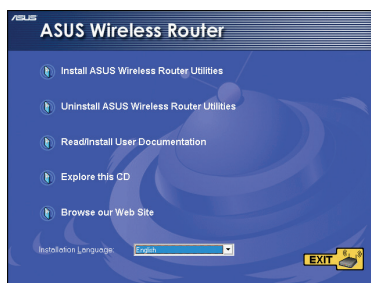 ASUS
ASUS Wireless Router
Install ASUS Wireless Router Utilities
Uninstall ASUS Wireless Router Utilities
Read/Install User Documentation
Explore this CD
Browse our Web Site
Installation Language: English
EXIT